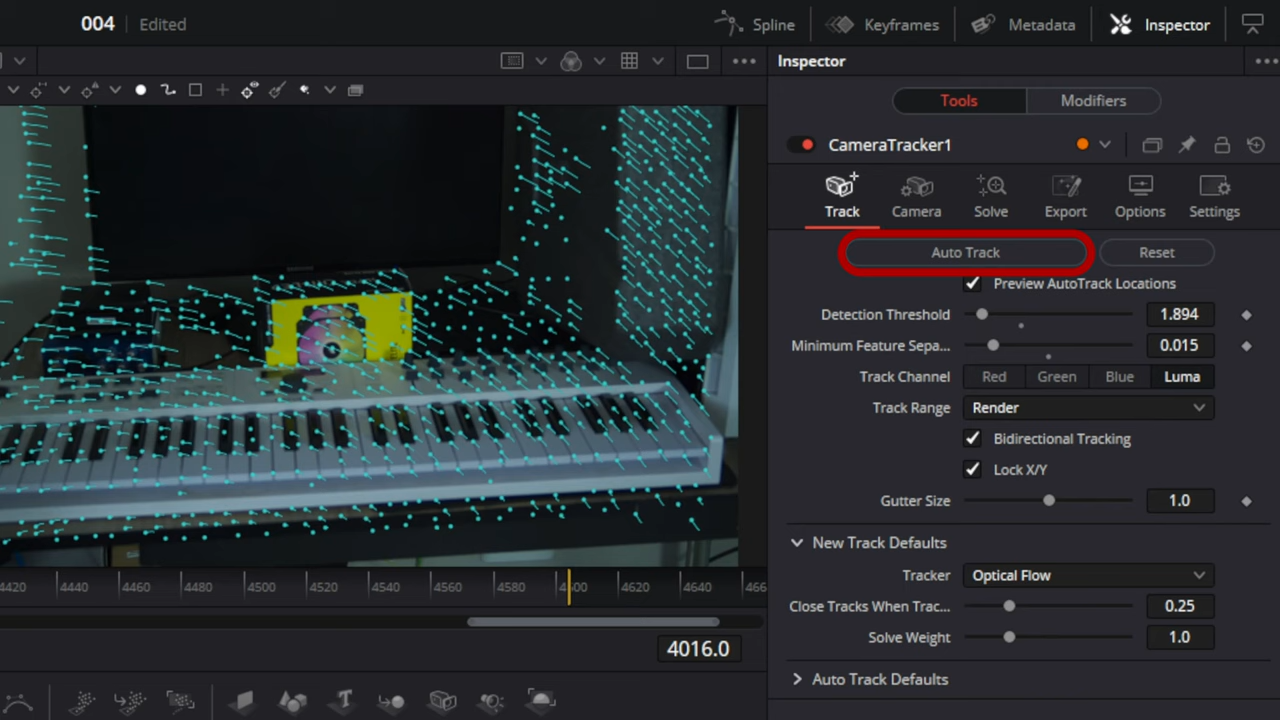 004 Edited Spline Keyframes Metadata Inspector
Inspector
Tools Modifiers
CameraTracker1
Track Camera Solve Export Options Settings
Auto Track Reset
Preview AutoTrack Locations
Detection Threshold 1.894
Minimum Feature Sepa... 0.015
Track Channel Red Green Blue Luma
Track Range Render
Bidirectional Tracking
Lock X/Y
Gutter Size 1.0
New Track Defaults
Tracker Optical Flow
4420 4440 4460 4480 4500 4520 4540 4560 4580 4600 4620 4640 466
Close Tracks When Trac... 0.25
Solve Weight 1.0
4016.0
Auto Track Defaults